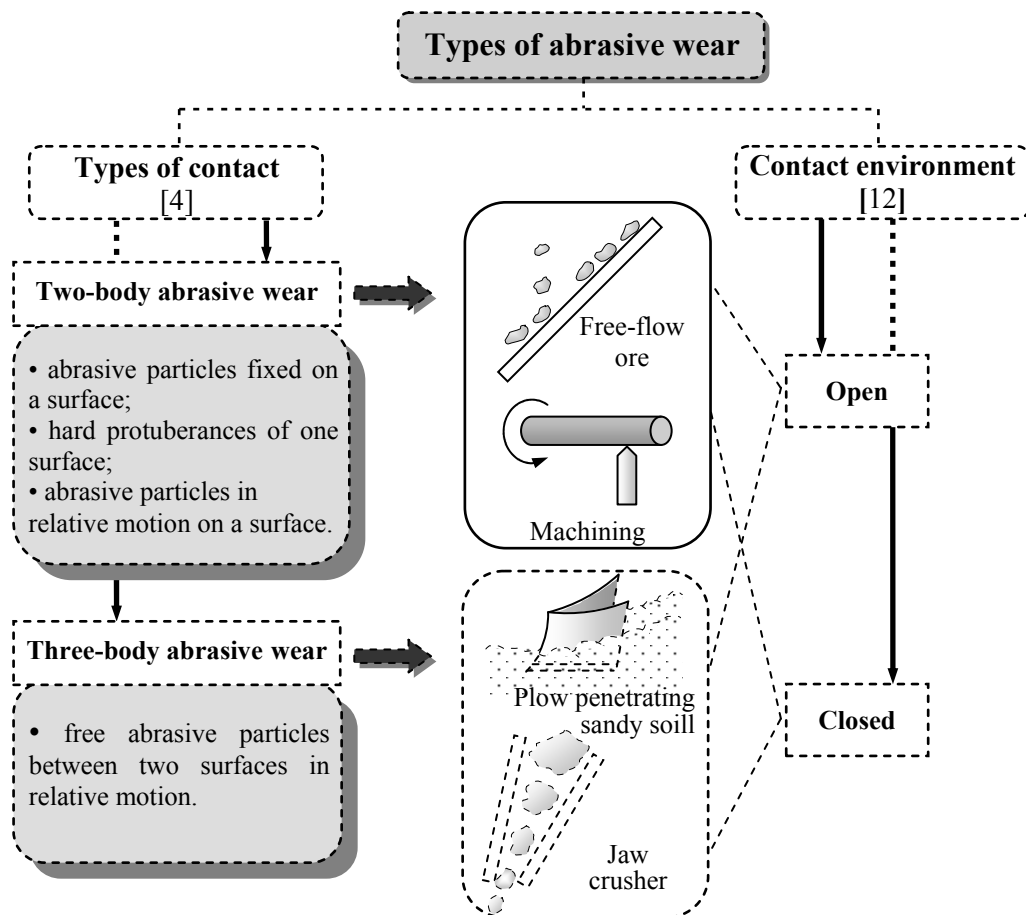 Types of abrasive wear
Types of contact
[4]
Contact environment
[12]
Two-body abrasive wear
• abrasive particles fixed on
a surface;
• hard protuberances of one
surface;
• abrasive particles in
relative motion on a surface.
Free-flow
ore
Machining
Open
Three-body abrasive wear
• free abrasive particles
between two surfaces in
relative motion.
Plow penetrating
sandy soill
Jaw
crusher
Closed